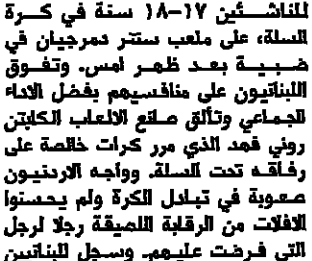 للناشئين ١٧–١٨ سنة في كرة
السلة، على ملعب سنتر دمرجيان في
ضبية بعد ظهر امس. وتفوق
اللبنانيون على منافسيهم بفضل الاداء
الجماعي وتألق صانع الالعاب الكابتن
روني فهد الذي مرر كرات خالصة على
رفاقه تحت السلة. وواجه الاردنيون
صعوبة في تبادل الكرة ولم يحسنوا
الافلات من الرقابة اللصيقة رجلا لرجل
التي فرضت عليهم. وسجل للبنانيين